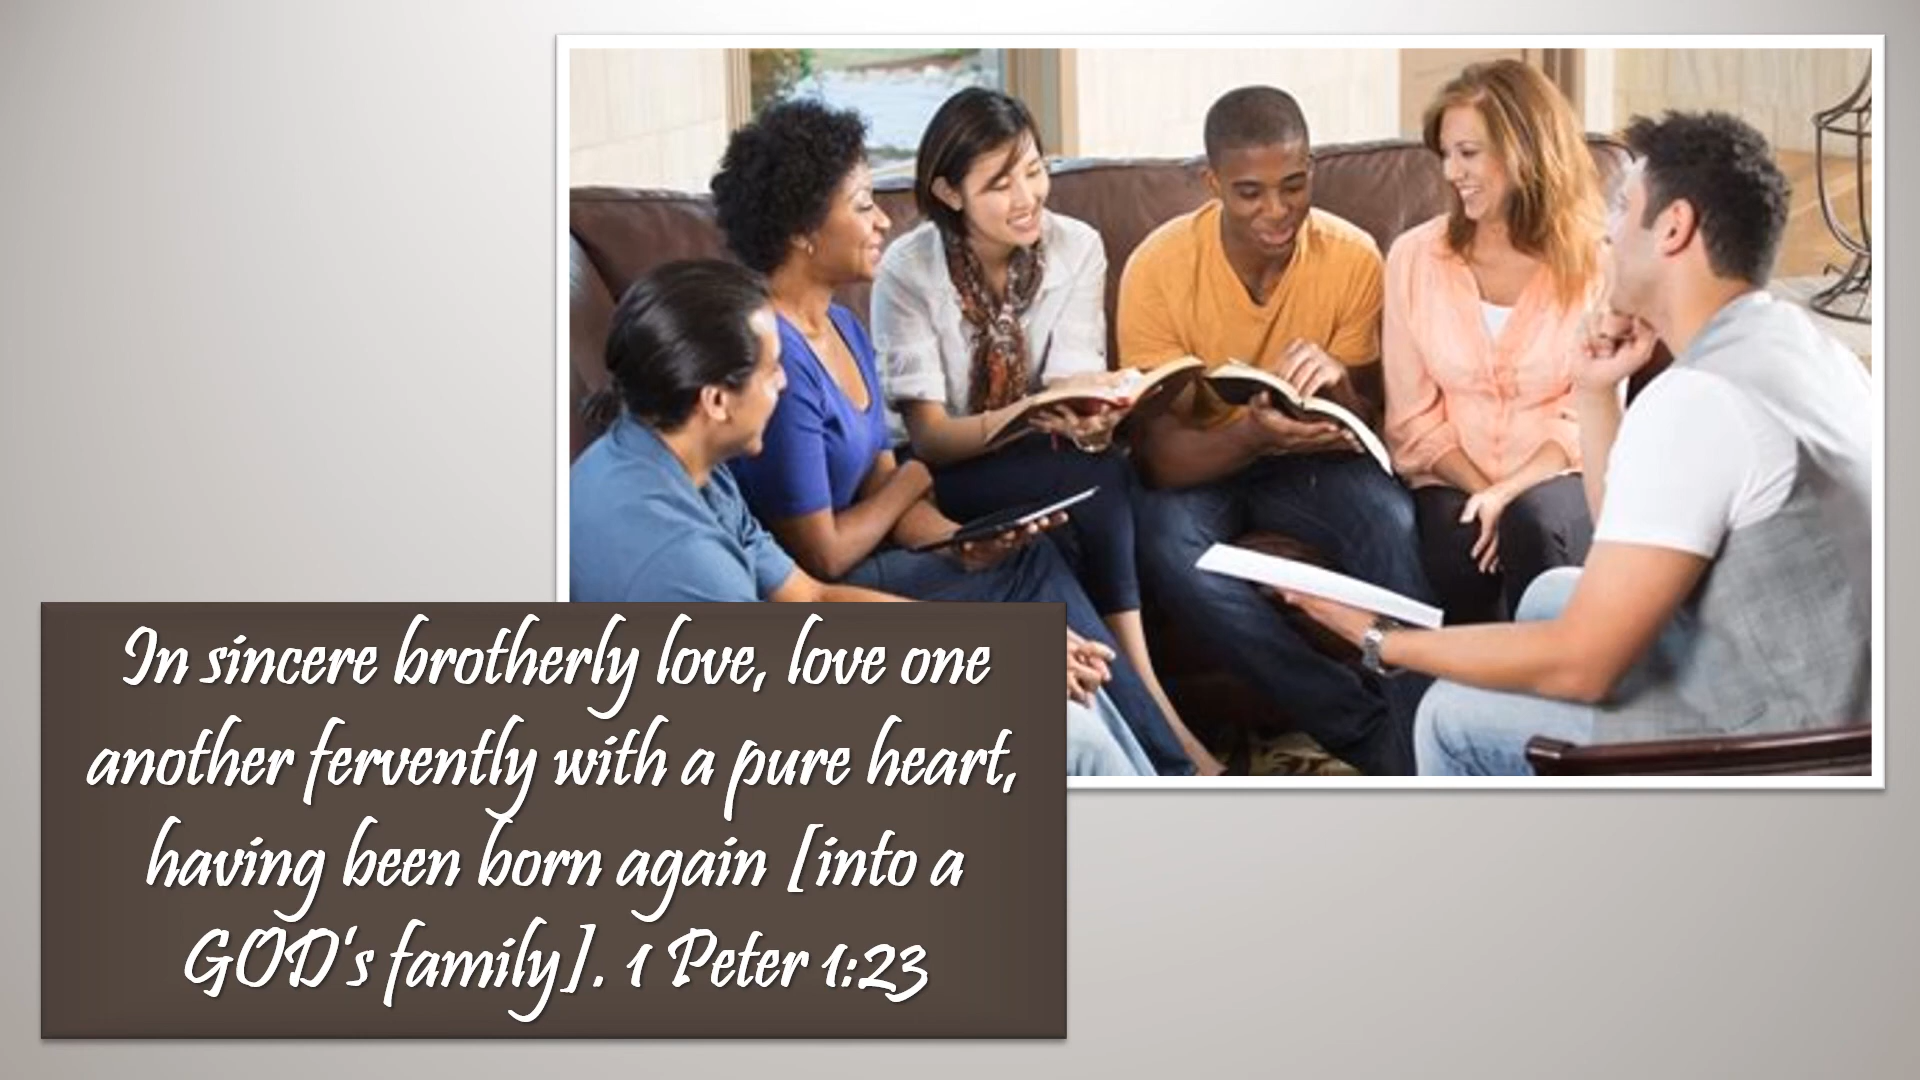 In sincere brotherly love, love one
another fervently with a pure heart,
having been born again [into a
GOD's family]. 1 Peter 1:23